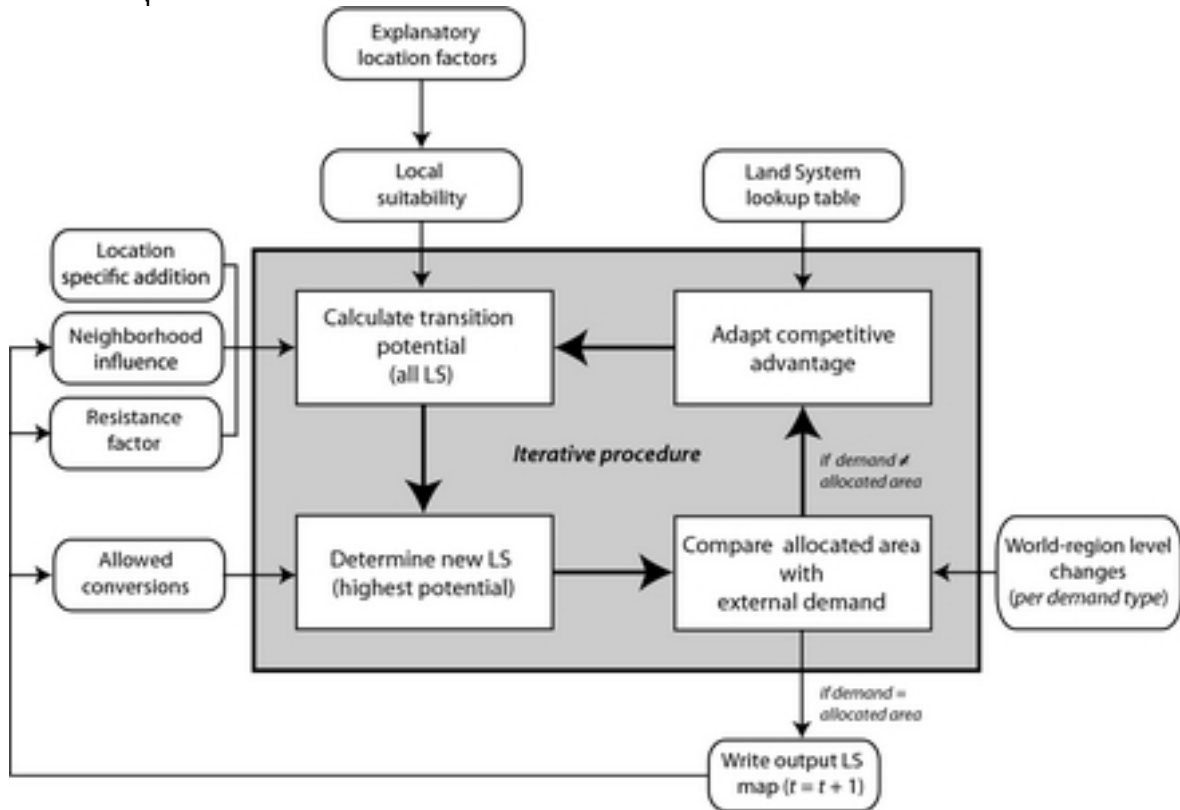 Explanatory
location factors
Local
suitability
Land System
lookup table
Location
specific addition
Neighborhood
influence
Resistance
factor
Allowed
conversions
Calculate transition
potential
(all LS)
Adapt competitive
advantage
Iterative procedure
if demand ≠
allocated area
Determine new LS
(highest potential)
Compare allocated area
with
external demand
World-region level
changes
(per demand type)
if demand =
allocated area
Write output LS
map (t = t + 1)